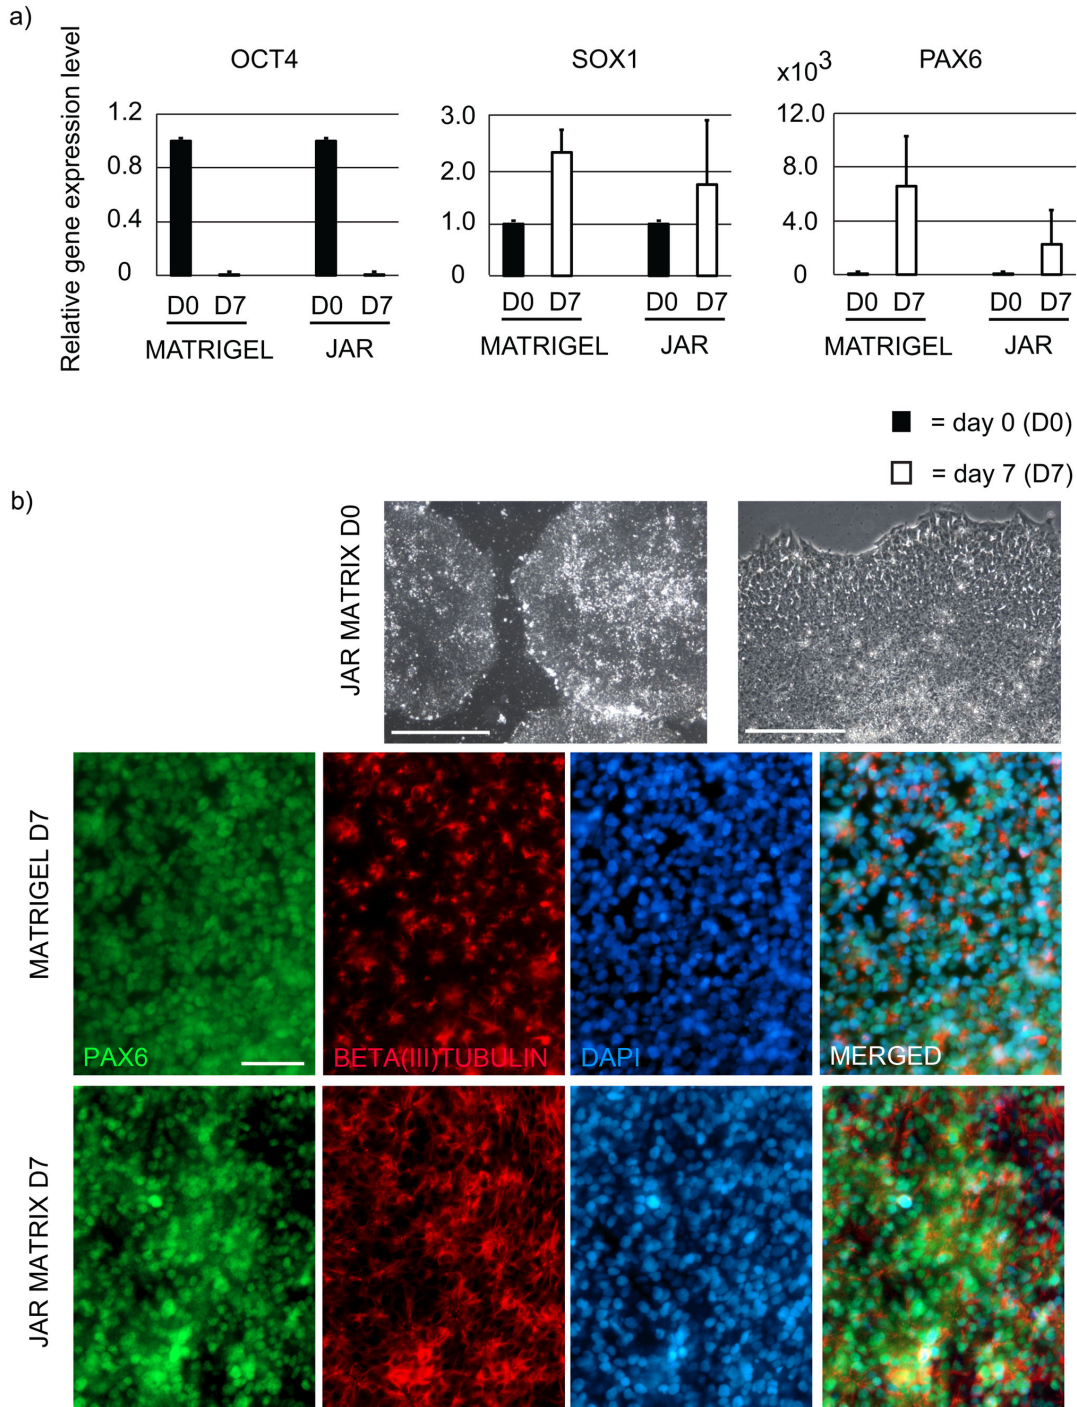 a)
OCT4
SOX1
x10³
PAX6
Relative gene expression level
1.2
0.8
0.4
0
3.0
2.0
1.0
0
12.0
8.0
4.0
0
D0 D7 D7 D0
MATRIGEL JAR
D0 D7 D0 D7
MATRIGEL JAR
D0 D7 D0 D7
MATRIGEL JAR
= day 0 (D0)
= day 7 (D7)
b)
JAR MATRIX D0
MATRIGEL D7
PAX6
BETA(III)TUBULIN
DAPI
MERGED
JAR MATRIX D7